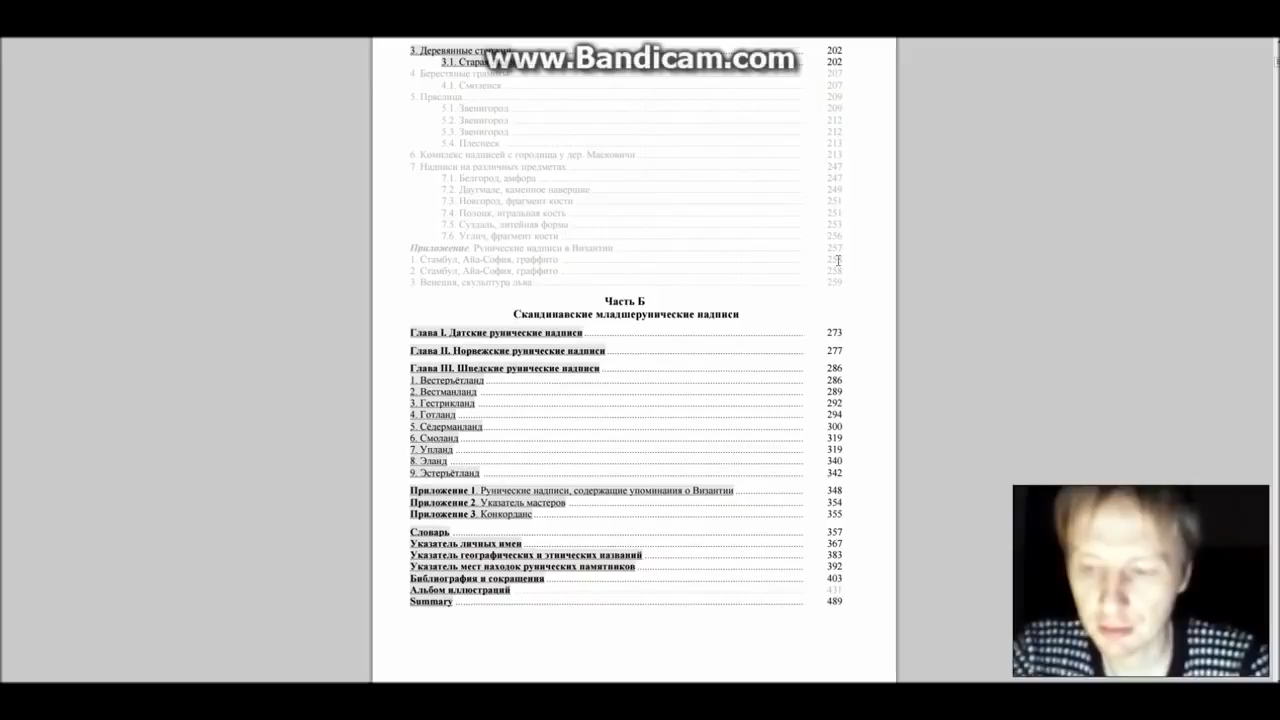 www.Bandicam.com
3. Деревянные ........ 202
3.1. Старая ........ 202
4 Берестяные грамоты 207
4.1. Смоленск ........ 207
5. Пряслица ........ 209
5.1. Звенигород ........ 209
5.2. Звенигород ........ 212
5.3. Звенигород ........ 212
5.4. Плеснеск ........ 213
6. Комплекс надписей с городища у дер. Масковичи ........ 213
7 Надписи на различных предметах ........ 247
7.1. Белгород, амфора ........ 247
7.2. Даугмале, каменное навершие ........ 249
7.3. Новгород, фрагмент кости ........ 251
7.4. Полоцк, игральная кость ........ 251
7.5. Суздаль, литейная форма ........ 253
7.6. Углич, фрагмент кости ........ 256
Приложение. Рунические надписи в Византии ........ 257
1. Стамбул, Айа-София, граффито ........
2. Стамбул, Айа-София, граффито ........ 258
3 Венеция, скульптура льва ........ 259
Часть Б
Скандинавские младшерунические надписи
Глава I. Датские рунические надписи ........ 273
Глава II. Норвежские рунические надписи ........ 277
Глава III. Шведские рунические надписи ........ 286
1. Вестерьётланд ........ 286
2. Вестманланд ........ 289
3. Гестрикланд ........ 292
4. Готланд ........ 294
5. Сёдерманланд ........ 300
6. Смоланд ........ 319
7. Упланд ........ 319
8. Эланд ........ 340
9. Эстерьётланд ........ 342
Приложение 1. Рунические надписи, содержащие упоминания о Византии ........ 348
Приложение 2. Указатель мастеров ........ 354
Приложение 3. Конкорданс ........ 355
Словарь ........ 357
Указатель личных имен ........ 367
Указатель географических и этнических названий ........ 383
Указатель мест находок рунических памятников ........ 392
Библиография и сокращения ........ 403
Альбом иллюстраций ........ 431
Summary ........ 489